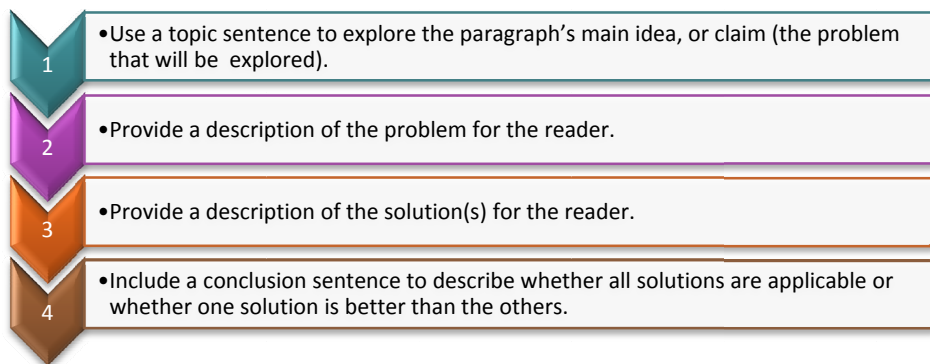 1
•Use a topic sentence to explore the paragraph’s main idea, or claim (the problem
that will be explored).
2
•Provide a description of the problem for the reader.
3
•Provide a description of the solution(s) for the reader.
4
•Include a conclusion sentence to describe whether all solutions are applicable or
whether one solution is better than the others.